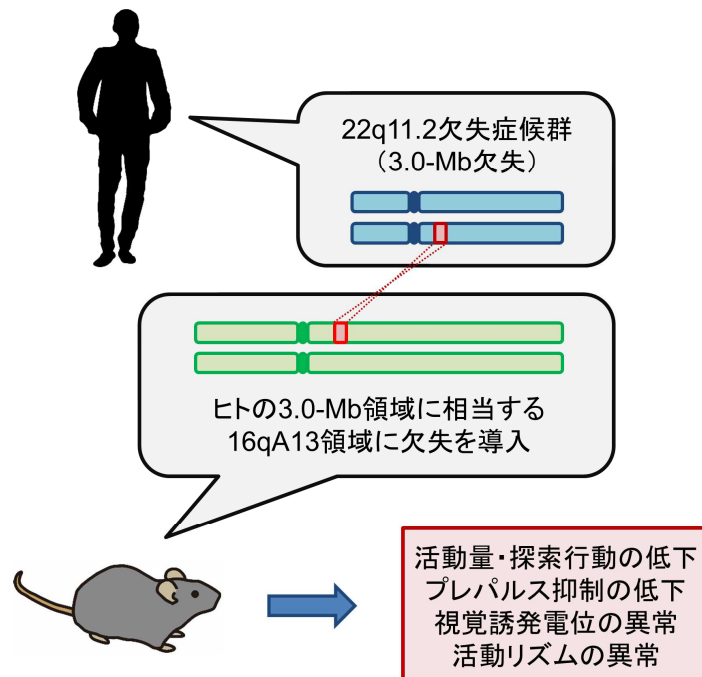 22q11.2欠失症候群
（3.0-Mb欠失）
ヒトの3.0-Mb領域に相当する
16qA13領域に欠失を導入
活動量・探索行動の低下
プレパルス抑制の低下
視覚誘発電位の異常
活動リズムの異常